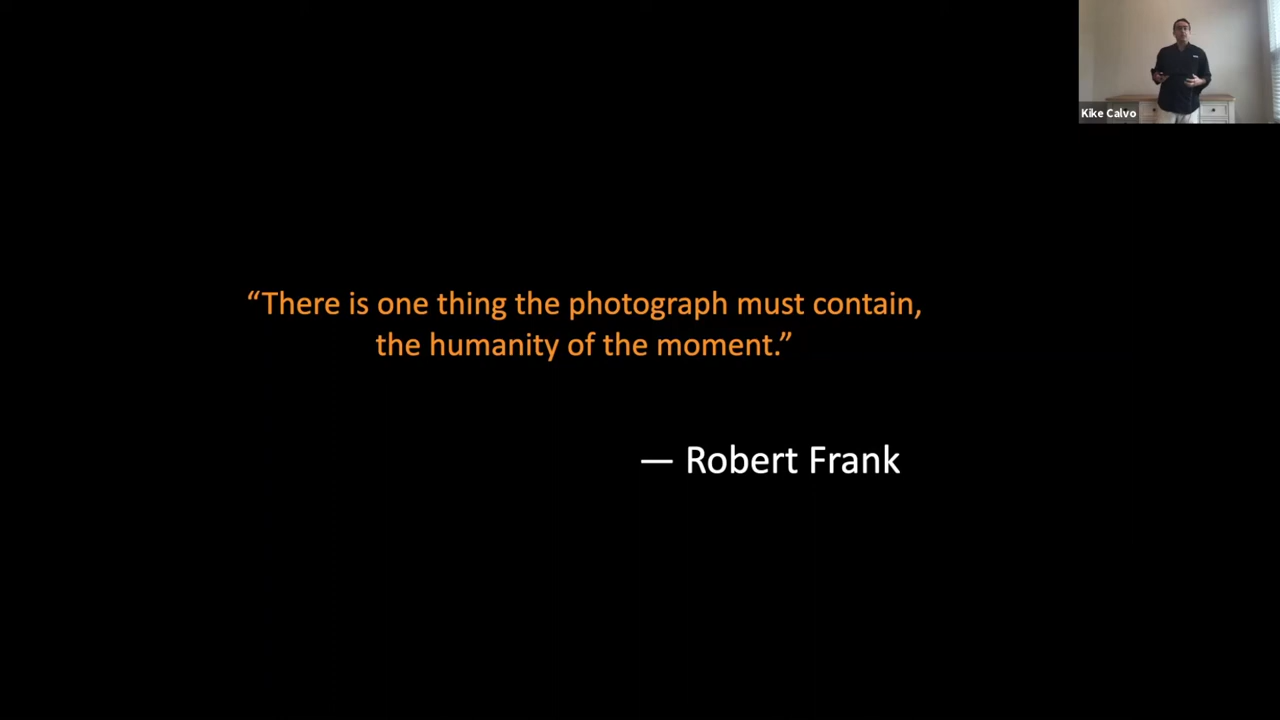 Kike Calvo
“There is one thing the photograph must contain,
the humanity of the moment.”
— Robert Frank